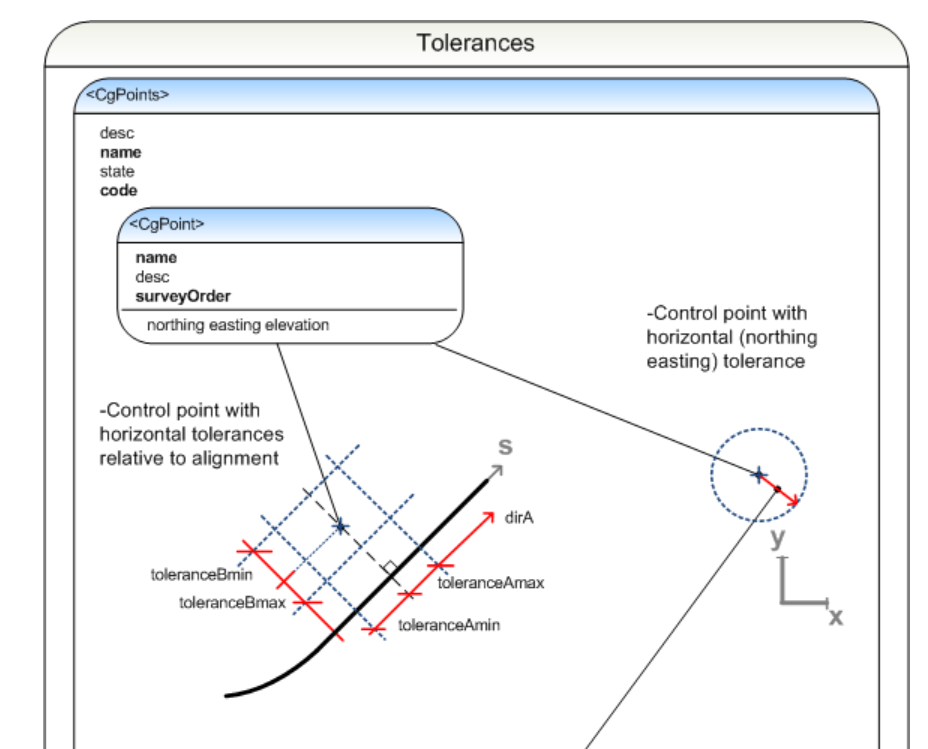 Tolerances
<CgPoints>
desc
name
state
code
<CgPoint>
name
desc
surveyOrder
northing easting elevation
-Control point with
horizontal (northing
easting) tolerance
-Control point with
horizontal tolerances
relative to alignment
s
dirA
toleranceBmin
toleranceAmax
toleranceBmax
toleranceAmin
y
x